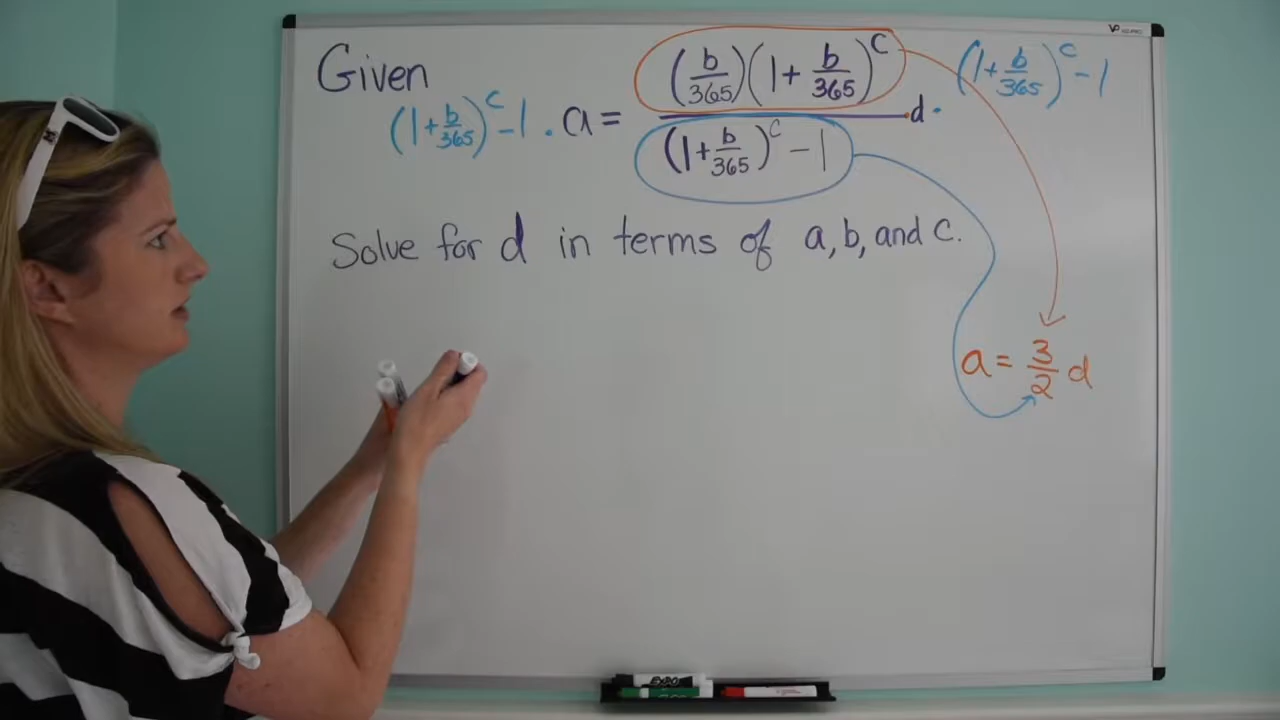 Given
(1+b/365)^c -1 · a = (b/365)(1+b/365)^c / (1+b/365)^c - 1 d · (1+b/365)^c - 1
Solve for d in terms of a, b, and c.
a = 3/2 d
EXPO